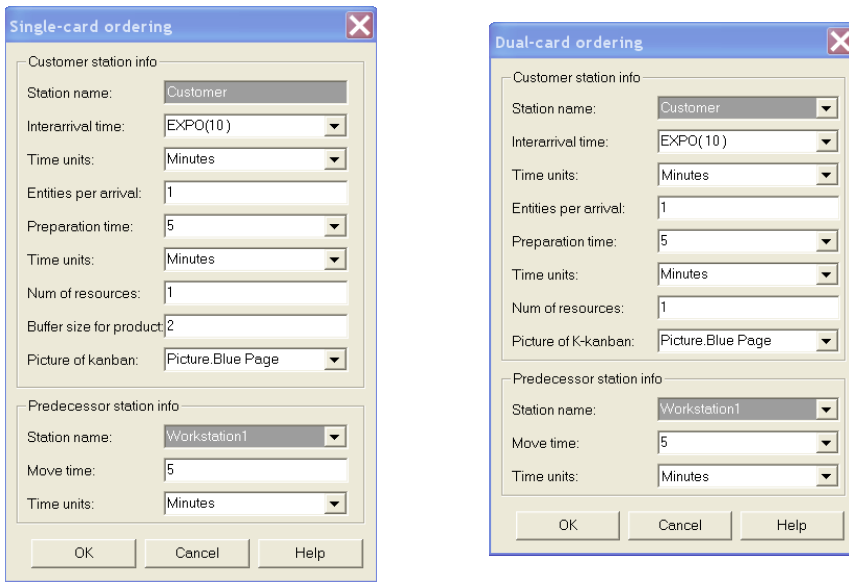 Single-card ordering
Customer station info
Station name: Customer
Interarrival time: EXPO(10 )
Time units: Minutes
Entities per arrival: 1
Preparation time: 5
Time units: Minutes
Num of resources: 1
Buffer size for product: 2
Picture of kanban: Picture.Blue Page
Predecessor station info
Station name: Workstation1
Move time: 5
Time units: Minutes
OK Cancel Help
Dual-card ordering
Customer station info
Station name: Customer
Interarrival time: EXPO( 10 )
Time units: Minutes
Entities per arrival: 1
Preparation time: 5
Time units: Minutes
Num of resources: 1
Picture of K-kanban: Picture.Blue Page
Predecessor station info
Station name: Workstation1
Move time: 5
Time units: Minutes
OK Cancel Help